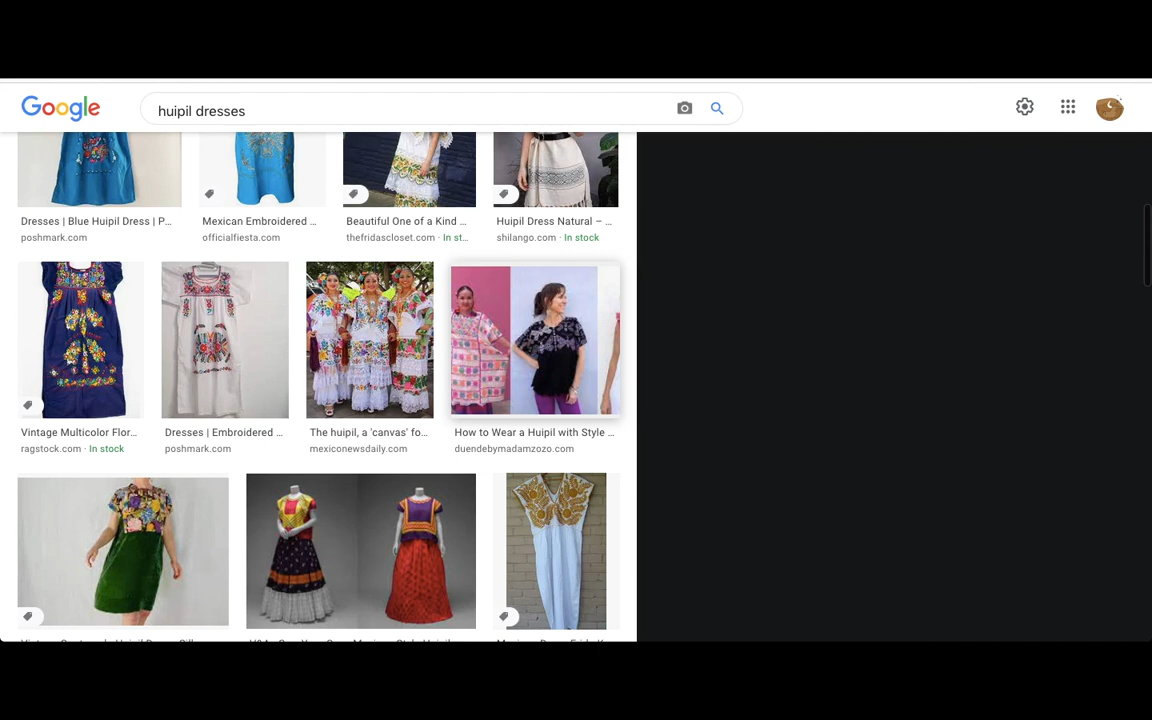 Google
huipil dresses
Dresses | Blue Huipil Dress | P...
Mexican Embroidered ...
Beautiful One of a Kind ...
Huipil Dress Natural – ...
poshmark.com
officialfiesta.com
thefridascloset.com · In st...
shilango.com · In stock
Vintage Multicolor Flor...
Dresses | Embroidered ...
The huipil, a 'canvas' fo...
How to Wear a Huipil with Style ...
ragstock.com · In stock
poshmark.com
mexiconewsdaily.com
duendebymadamzozo.com